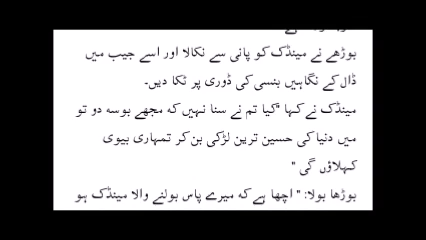 بوڑھے نے مینڈک کو پانی سے نکالا اور اسے جیب میں
ڈال کے نگاہیں بنسی کی ڈوری پر ٹکا دیں۔
مینڈک نے کہا "کیا تم نے سنا نہیں کہ مجھے بوسہ دو تو
میں دنیا کی حسین ترین لڑکی بن کر تمہاری بیوی
کہلاؤں گی "
بوڑھا بولا: " اچھا ہے کہ میرے پاس بولنے والا مینڈک ہو